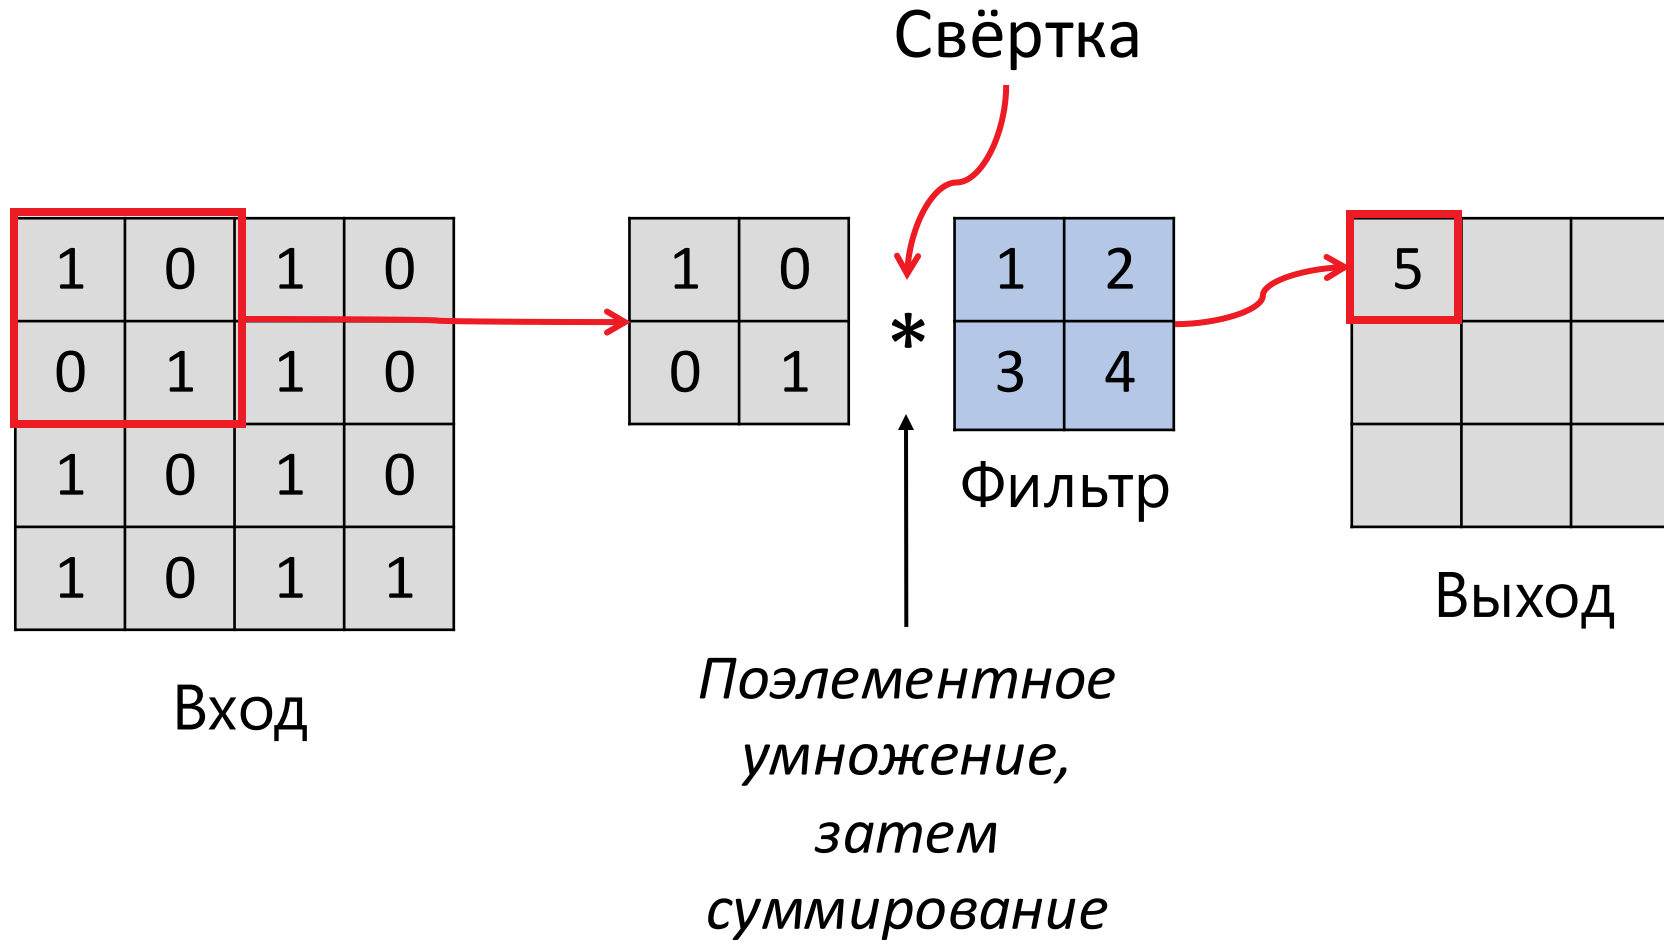 Свёртка
1 0 1 0
0 1 1 0
1 0 1 0
1 0 1 1
Вход
1 0
0 1
*
1 2
3 4
Фильтр
Поэлементное
умножение,
затем
суммирование
5
Выход